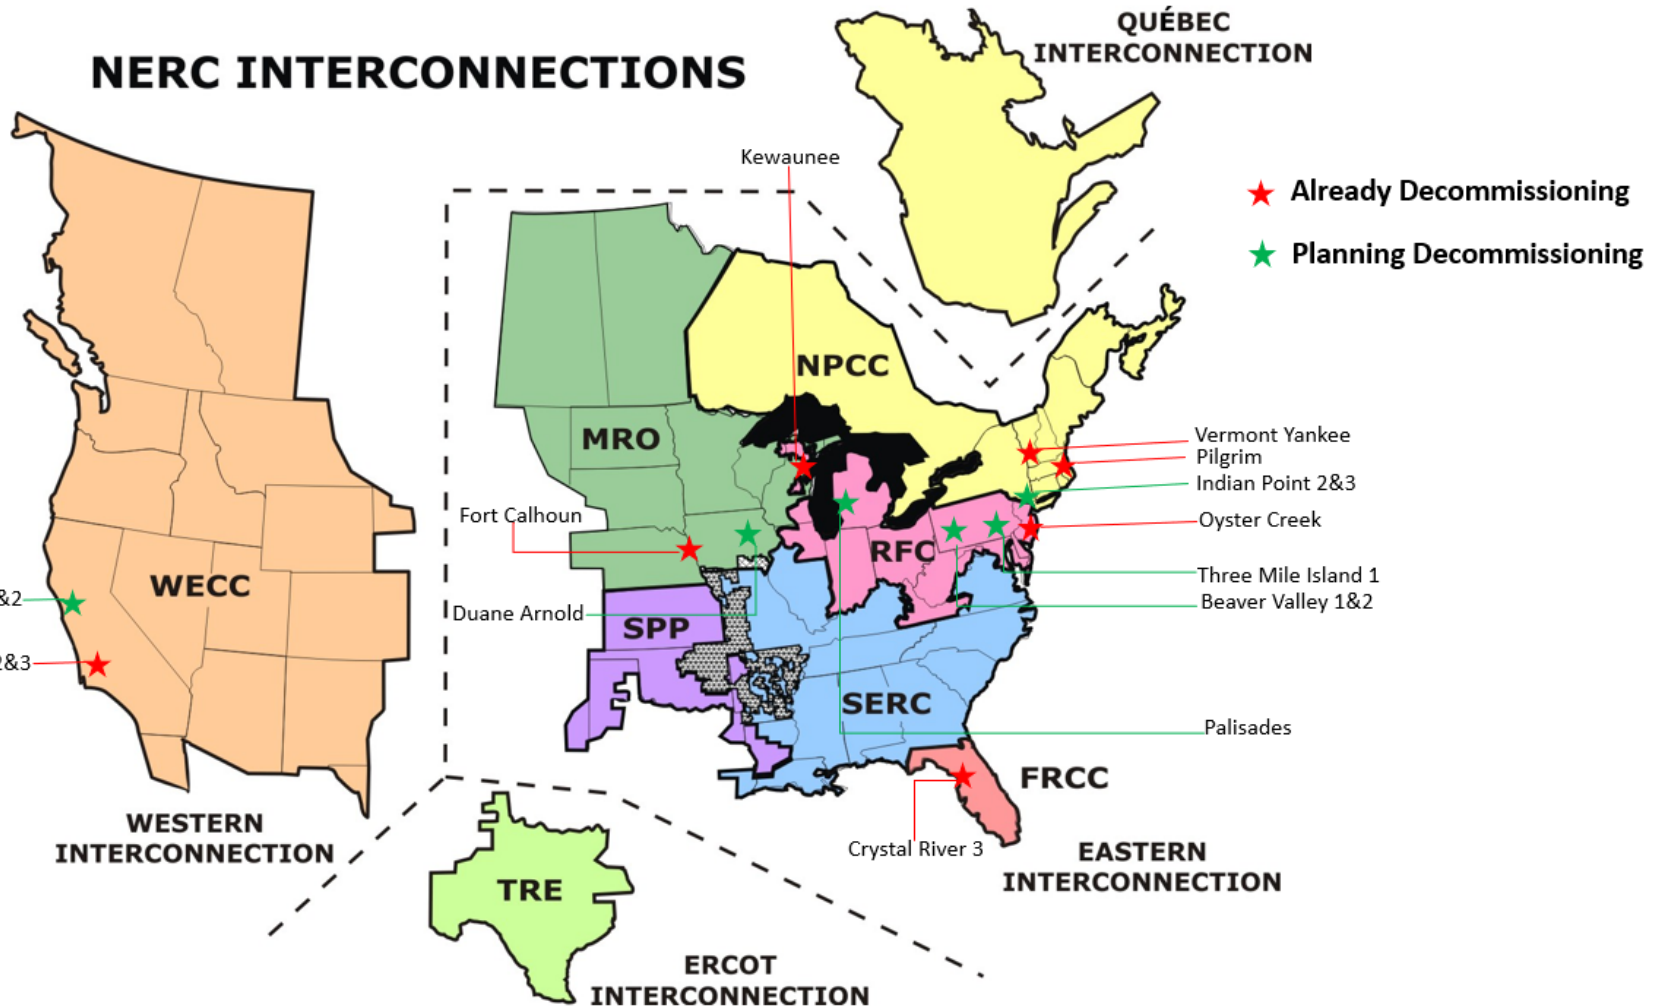 QUÉBEC
INTERCONNECTION
NERC INTERCONNECTIONS
Kewaunee
Already Decommissioning
Planning Decommissioning
NPCC
MRO
Vermont Yankee
Pilgrim
Indian Point 2&3
Fort Calhoun
Oyster Creek
RFC
WECC
Three Mile Island 1
&2
Beaver Valley 1&2
Duane Arnold
SPP
2&3
SERC
Palisades
FRCC
WESTERN
INTERCONNECTION
Crystal River 3
EASTERN
INTERCONNECTION
TRE
ERCOT
INTERCONNECTION